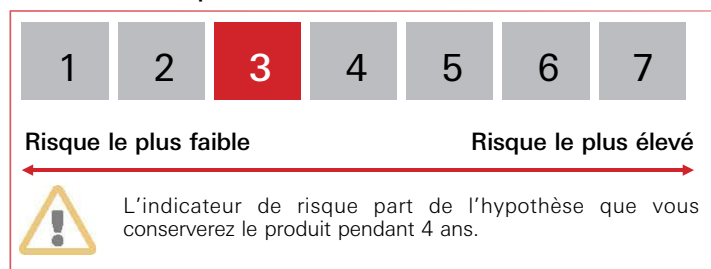 1 2 3 4 5 6 7
Risque le plus faible Risque le plus élevé
L'indicateur de risque part de l'hypothèse que vous
conserverez le produit pendant 4 ans.